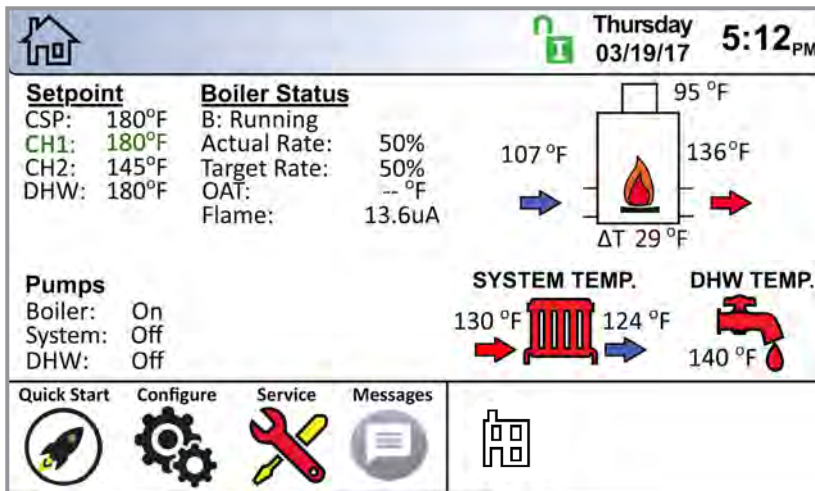 Thursday
03/19/17
5:12PM
Setpoint
CSP: 180°F
CH1: 180°F
CH2: 145°F
DHW: 180°F
Boiler Status
B: Running
Actual Rate: 50%
Target Rate: 50%
OAT: -- °F
Flame: 13.6uA
95 °F
107 °F
136°F
ΔT 29 °F
Pumps
Boiler: On
System: Off
DHW: Off
SYSTEM TEMP.
130 °F
124 °F
DHW TEMP.
140 °F
Quick Start
Configure
Service
Messages